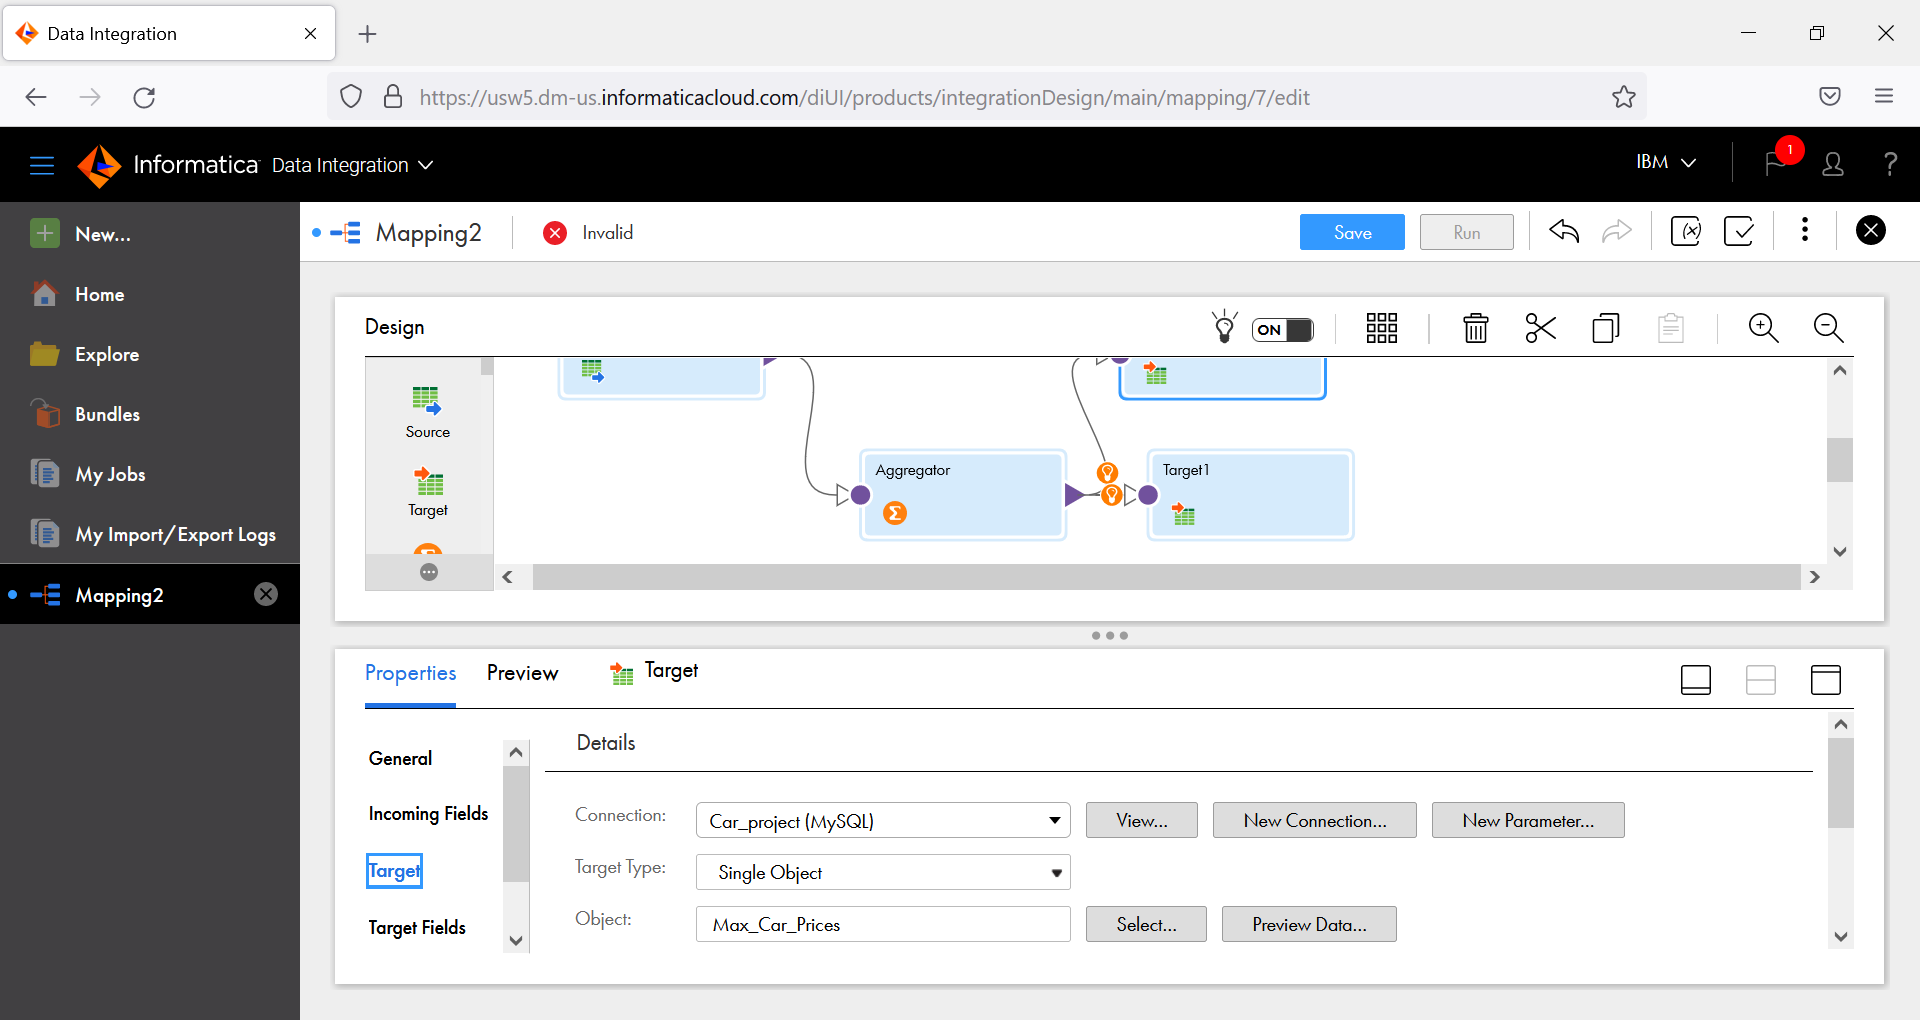 Data Integration
https://usw5.dm-us.informaticacloud.com/diUI/products/integrationDesign/main/mapping/7/edit
Informatica Data Integration
IBM
1
?
New...
Home
Explore
Bundles
My Jobs
My Import/Export Logs
Mapping2
Mapping2
Invalid
Save
Run
Design
ON
Source
Target
Aggregator
Target1
Properties
Preview
Target
General
Incoming Fields
Target
Target Fields
Details
Connection:
Car_project (MySQL)
View...
New Connection...
New Parameter...
Target Type:
Single Object
Object:
Max_Car_Prices
Select...
Preview Data...